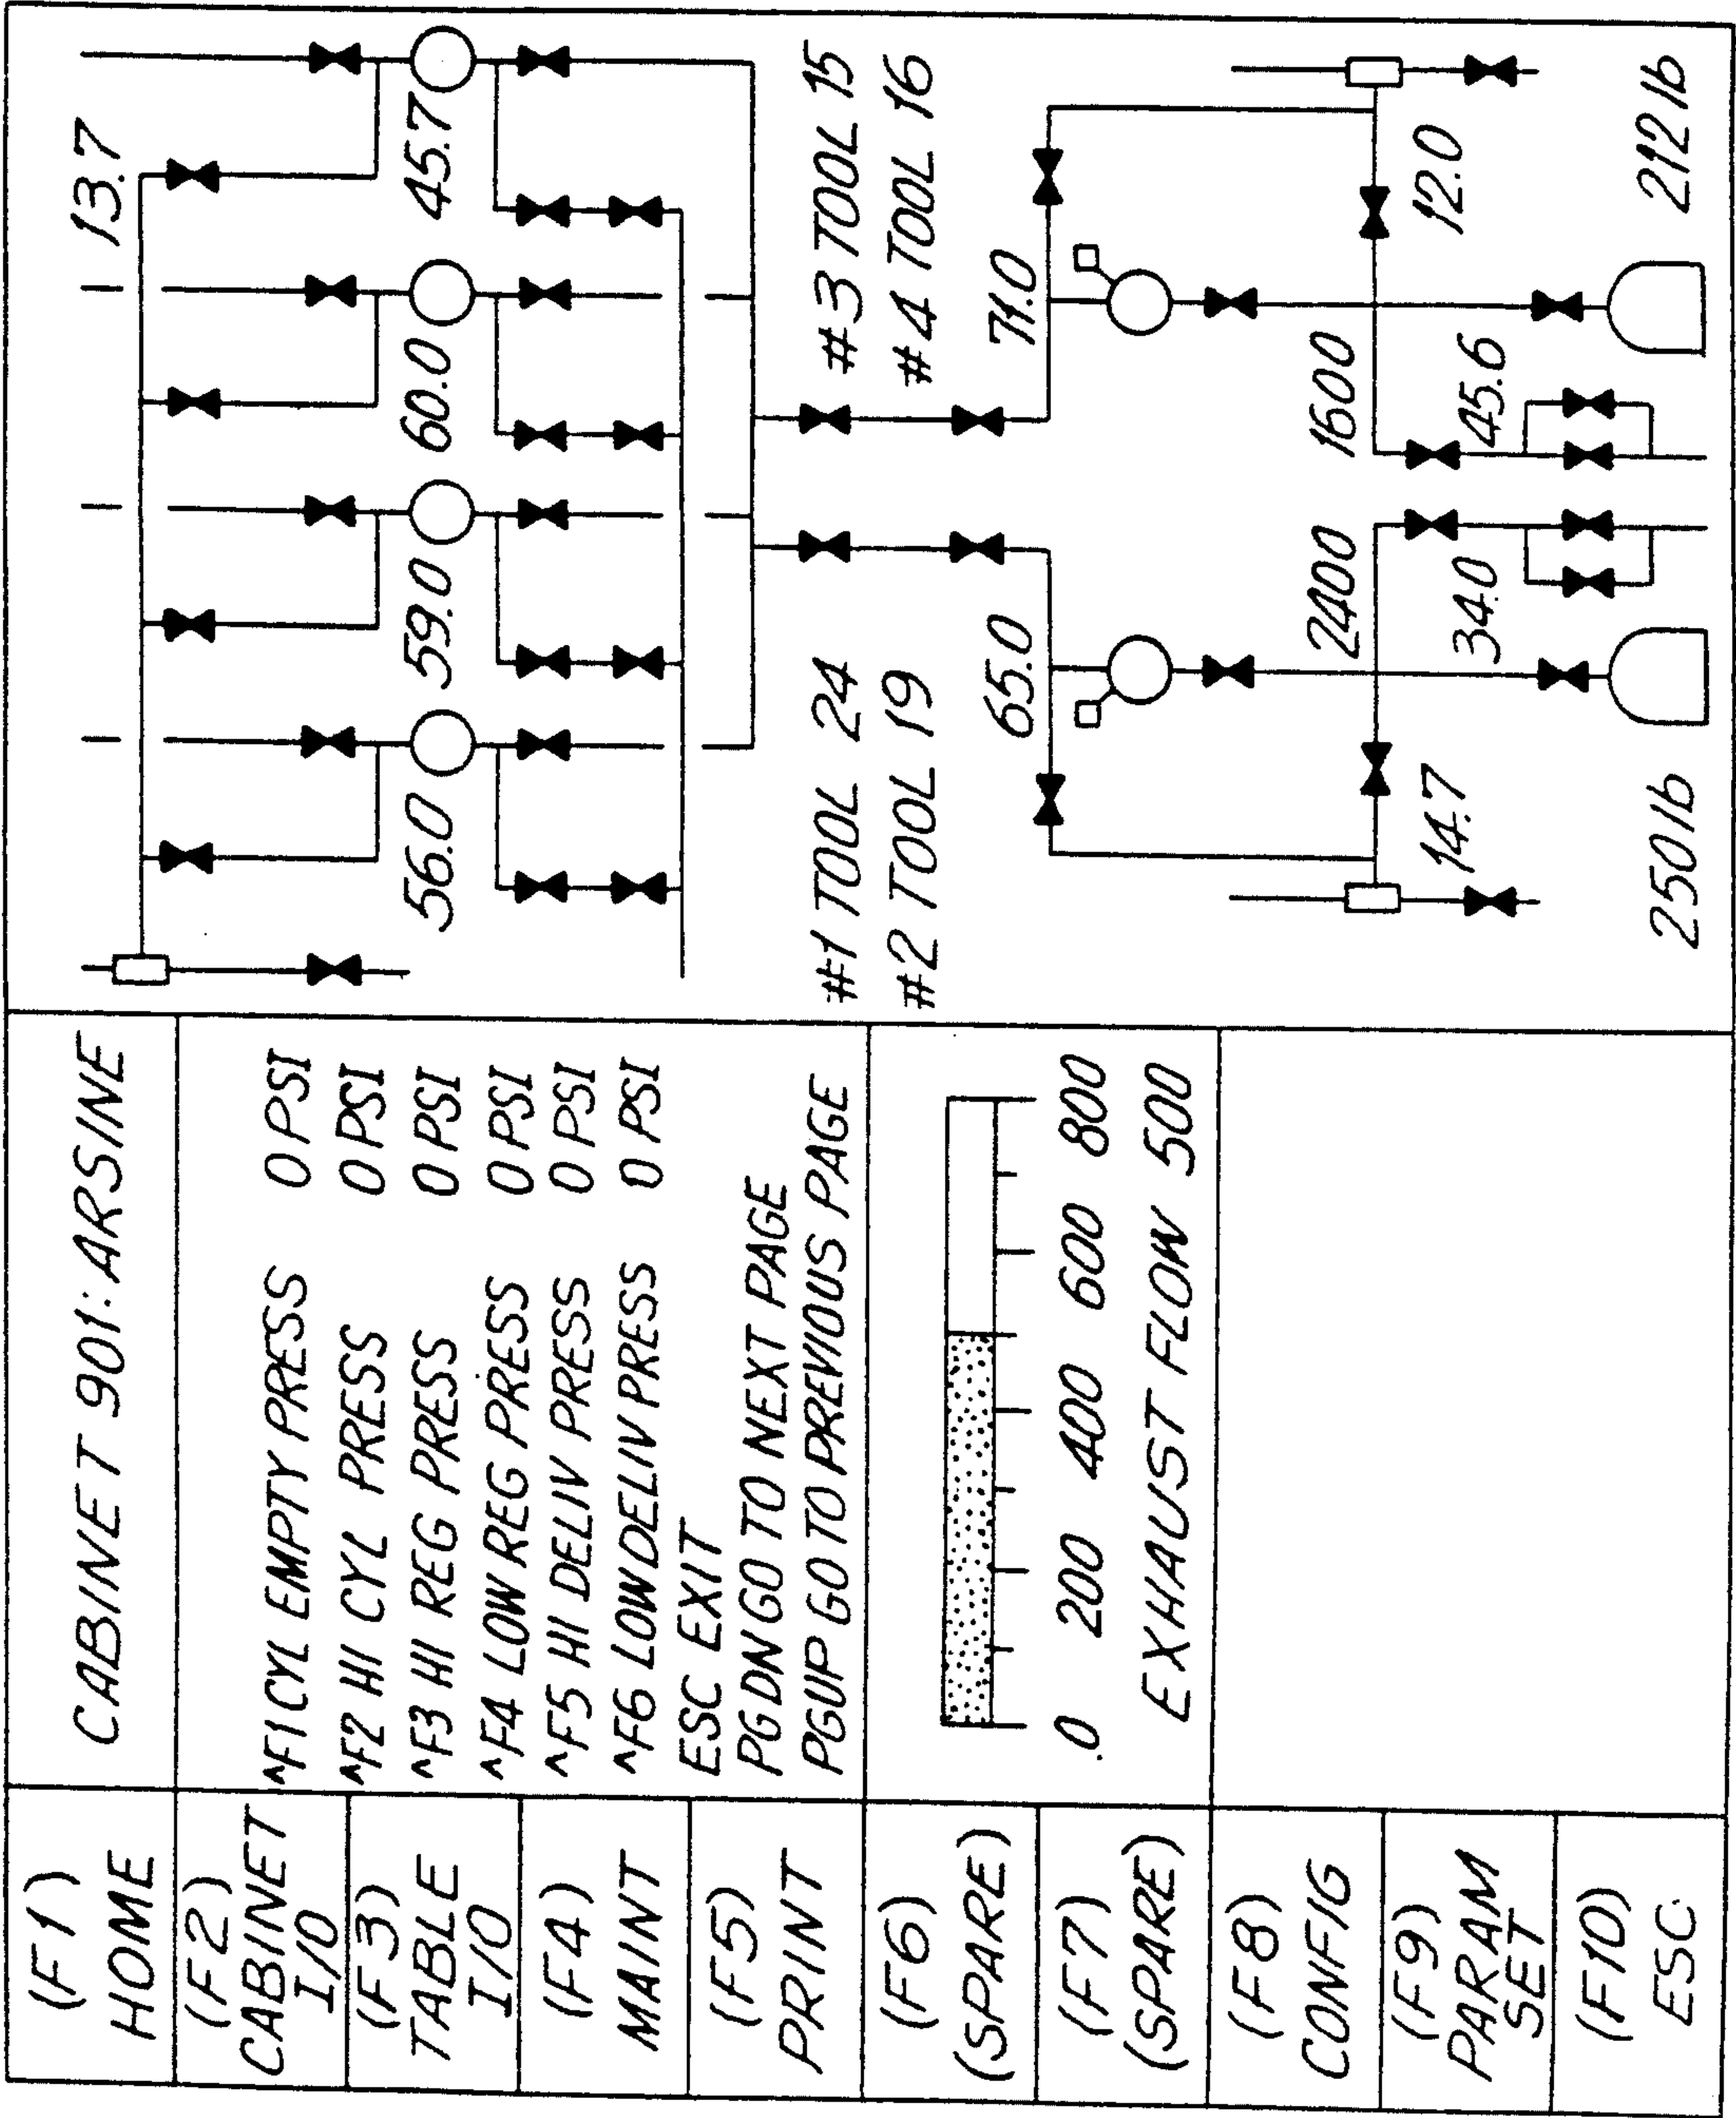 (F1)
HOME
(F2)
CABINET
I/O
(F3)
TABLE
I/O
(F4)
MAINT
(F5)
PRINT
(F6)
(SPARE)
(F7)
(SPARE)
(F8)
CONFIG
(F9)
PARAM
SET
(F10)
ESC
CABINET 901:ARSINE
^F1 CYL EMPTY PRESS 0 PSI
^F2 HI CYL PRESS 0 PSI
^F3 HI REG PRESS 0 PSI
^F4 LOW REG PRESS 0 PSI
^F5 HI DELIV PRESS 0 PSI
^F6 LOW DELIV PRESS 0 PSI
ESC EXIT
PG DN GO TO NEXT PAGE
PGUP GO TO PREVIOUS PAGE
0 200 400 600 800
EXHAUST FLOW 500
13.7
56.0 59.0 60.0 45.7
#1 TOOL 24 #3 TOOL 15
#2 TOOL 19 #4 TOOL 16
65.0 71.0
2400 1600
14.7 34.0 45.6 12.0
250 lb 212 lb